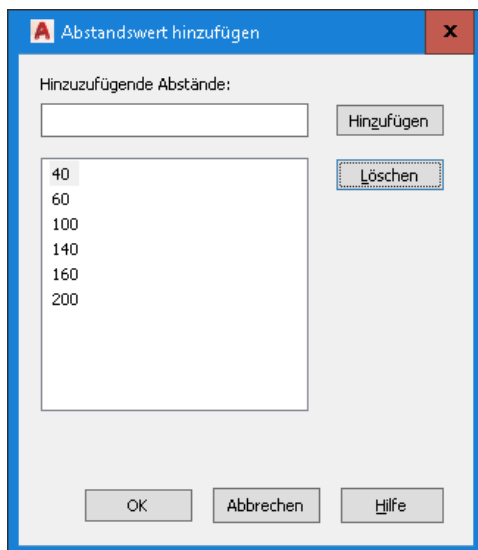 Abstandswert hinzufügen
x
Hinzuzufügende Abstände:
Hinzufügen
40
Löschen
60
100
140
160
200
OK
Abbrechen
Hilfe